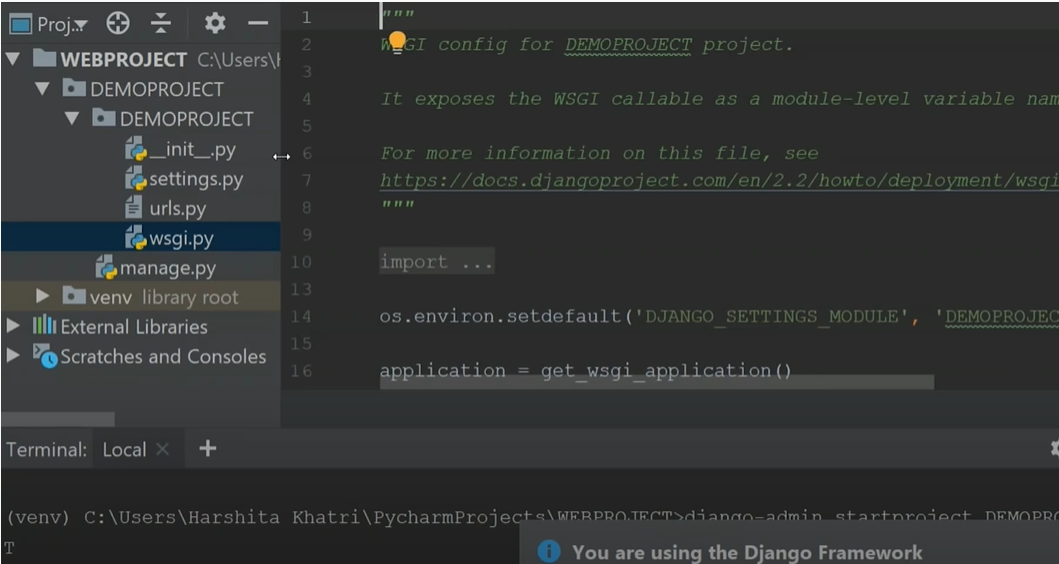 Proj..
WEBPROJECT C:\Users\H
DEMOPROJECT
DEMOPROJECT
__init__.py
settings.py
urls.py
wsgi.py
manage.py
venv library root
External Libraries
Scratches and Consoles
1 """
2 WSGI config for DEMOPROJECT project.
3
4 It exposes the WSGI callable as a module-level variable nam
5
6 For more information on this file, see
7 https://docs.djangoproject.com/en/2.2/howto/deployment/wsgi
8 """
9
10 import ...
13
14 os.environ.setdefault('DJANGO_SETTINGS_MODULE', 'DEMOPROJEC
15
16 application = get_wsgi_application()
Terminal: Local × +
(venv) C:\Users\Harshita Khatri\PycharmProjects\WEBPROJECT>django-admin startproject DEMOPRO
T
You are using the Django Framework